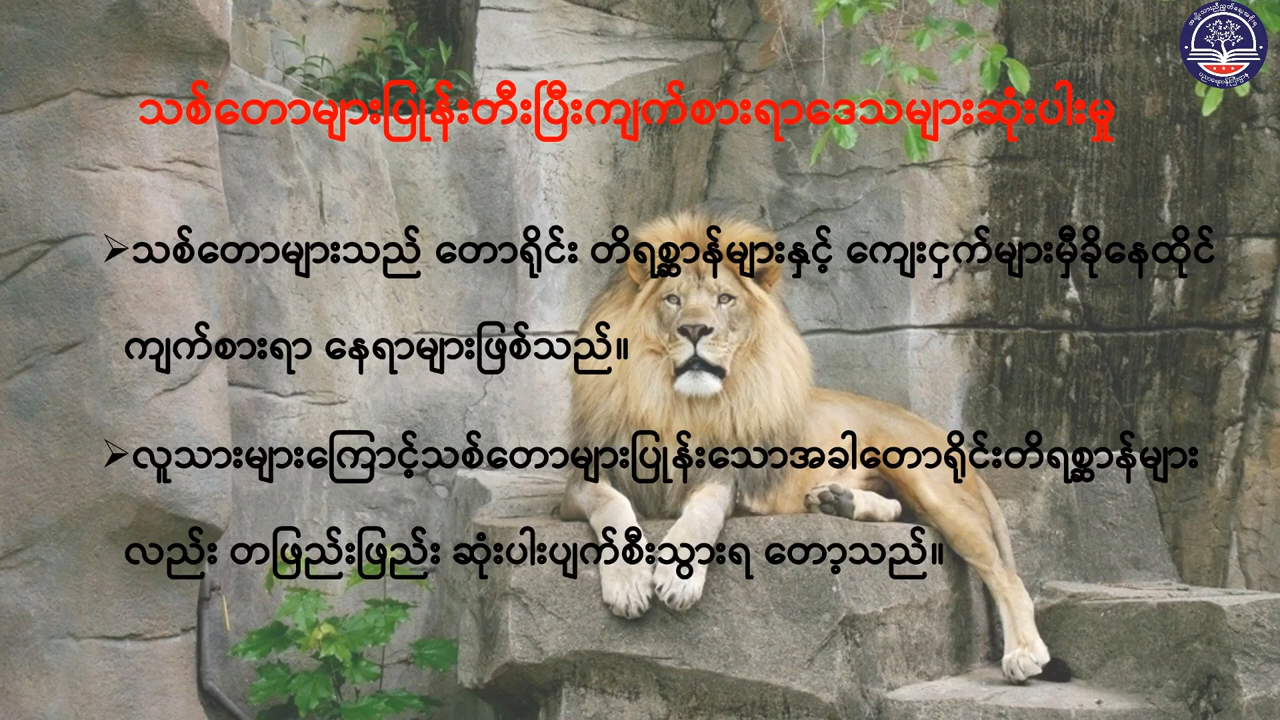 သစ်တောများပြုန်းတီးပြီးကျက်စားရာဒေသများဆုံးပါးမှု
➢သစ်တောများသည် တောရိုင်း တိရစ္ဆာန်များနှင့် ကျေးငှက်များမှီခိုနေထိုင်
ကျက်စားရာ နေရာများဖြစ်သည်။
➢လူသားများကြောင့်သစ်တောများပြုန်းသောအခါတောရိုင်းတိရစ္ဆာန်များ
လည်း တဖြည်းဖြည်း ဆုံးပါးပျက်စီးသွားရ တော့သည်။